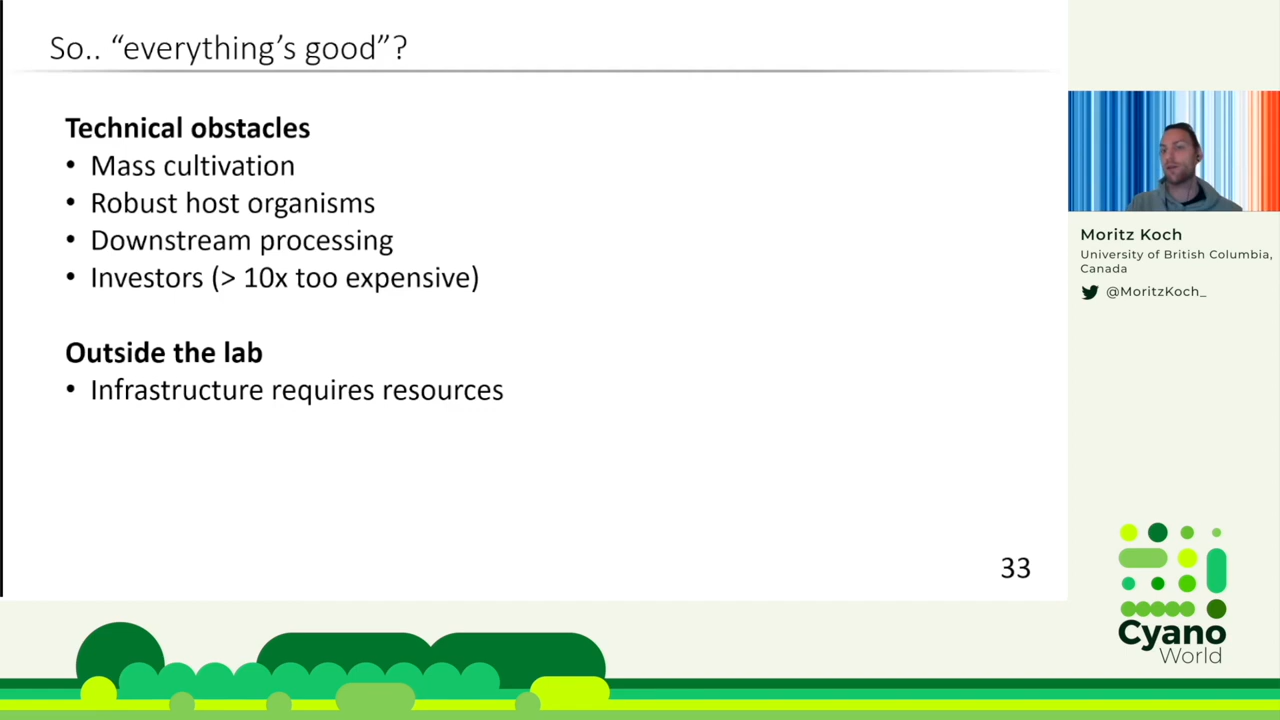 So.. “everything’s good”?
Technical obstacles
• Mass cultivation
• Robust host organisms
• Downstream processing
• Investors (> 10x too expensive)
Outside the lab
• Infrastructure requires resources
33
Moritz Koch
University of British Columbia,
Canada
@MoritzKoch_
Cyano
World